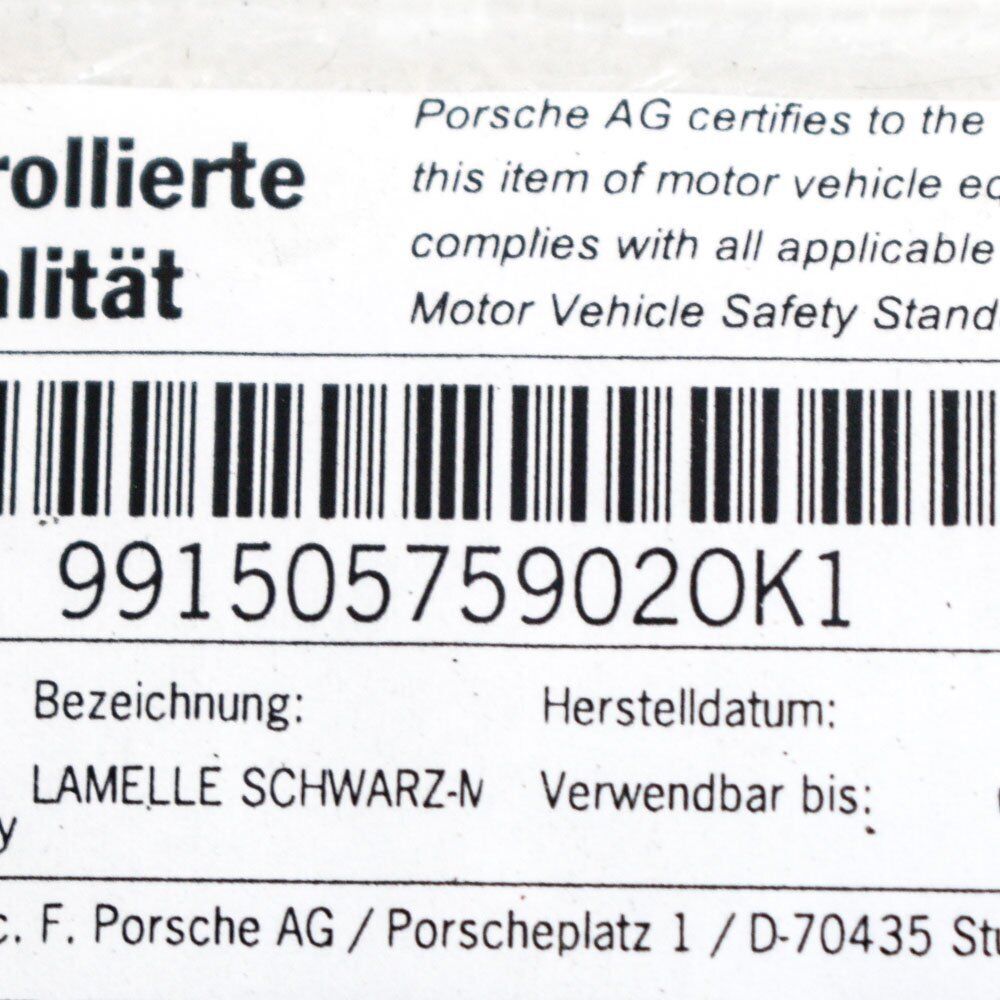 rollierte
lität
Porsche AG certifies to the
this item of motor vehicle eq
complies with all applicable
Motor Vehicle Safety Stand
99150575902OK1
Bezeichnung:
Herstelldatum:
LAMELLE SCHWARZ-M
Verwendbar bis:
y
c. F. Porsche AG / Porscheplatz 1 / D-70435 Stu